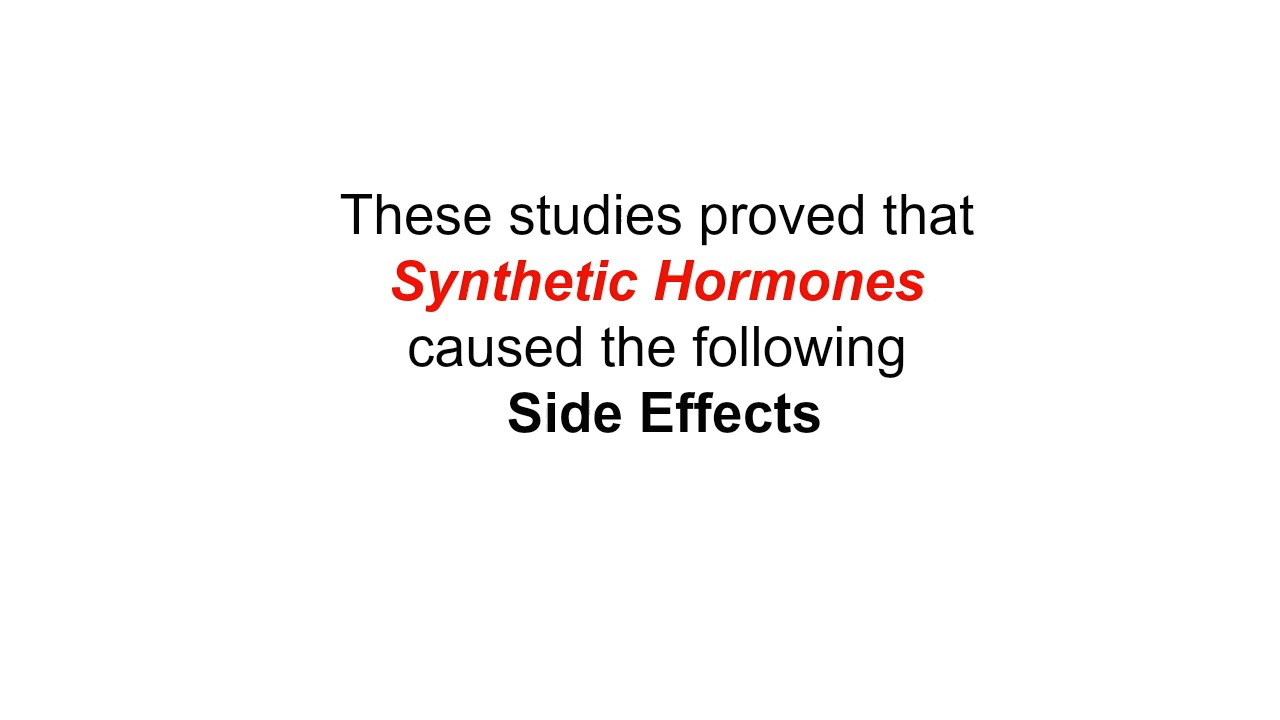 These studies proved that
Synthetic Hormones
caused the following
Side Effects